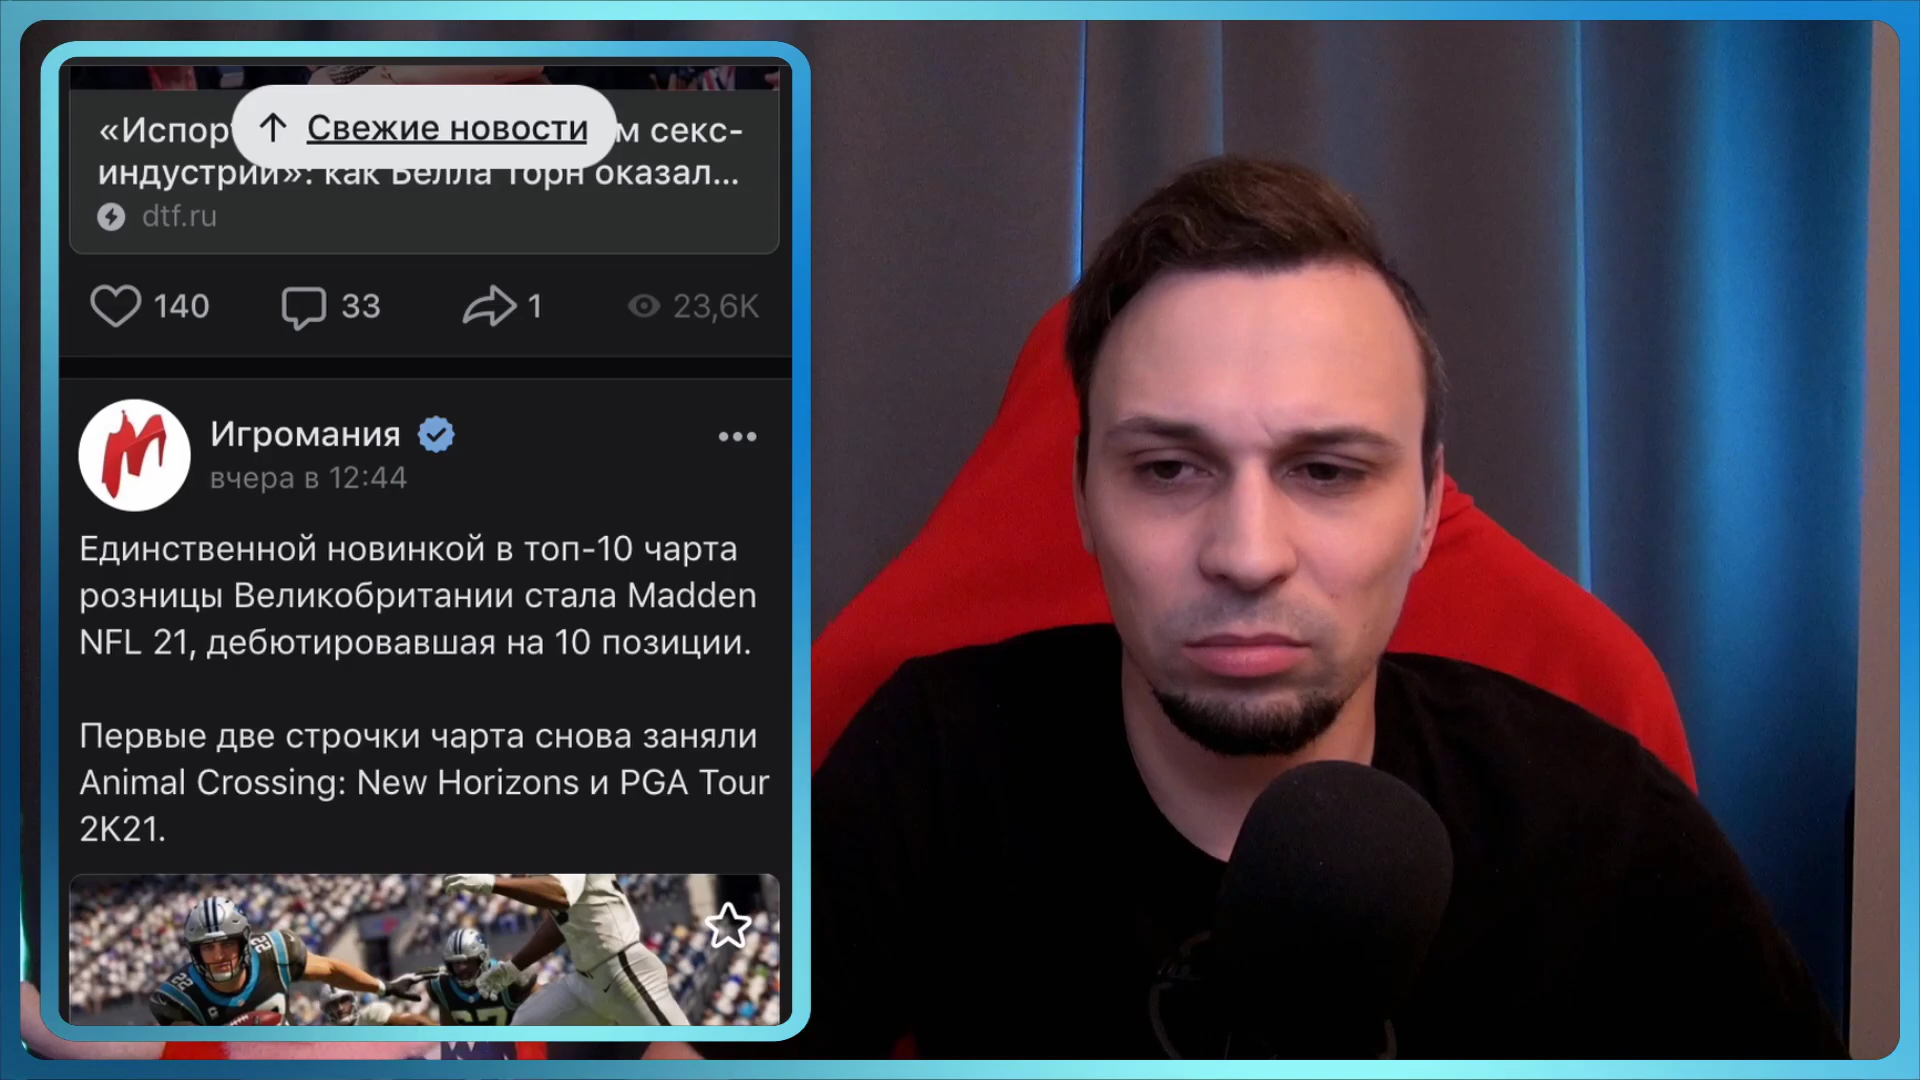 «Испор
м секс-
↑ Свежие новости
индустрии»: как Белла Торн оказал...
dtf.ru
140 33 1 23,6K
Игромания
вчера в 12:44
Единственной новинкой в топ-10 чарта
розницы Великобритании стала Madden
NFL 21, дебютировавшая на 10 позиции.
Первые две строчки чарта снова заняли
Animal Crossing: New Horizons и PGA Tour
2K21.
22
22